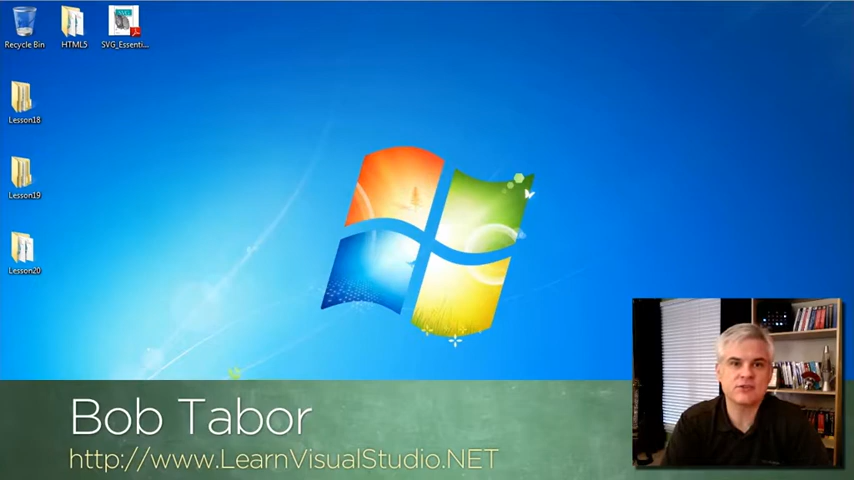 Recycle Bin
HTML5
SVG_Essenti...
Lesson18
Lesson19
Lesson20
Bob Tabor
http://www.LearnVisualStudio.NET